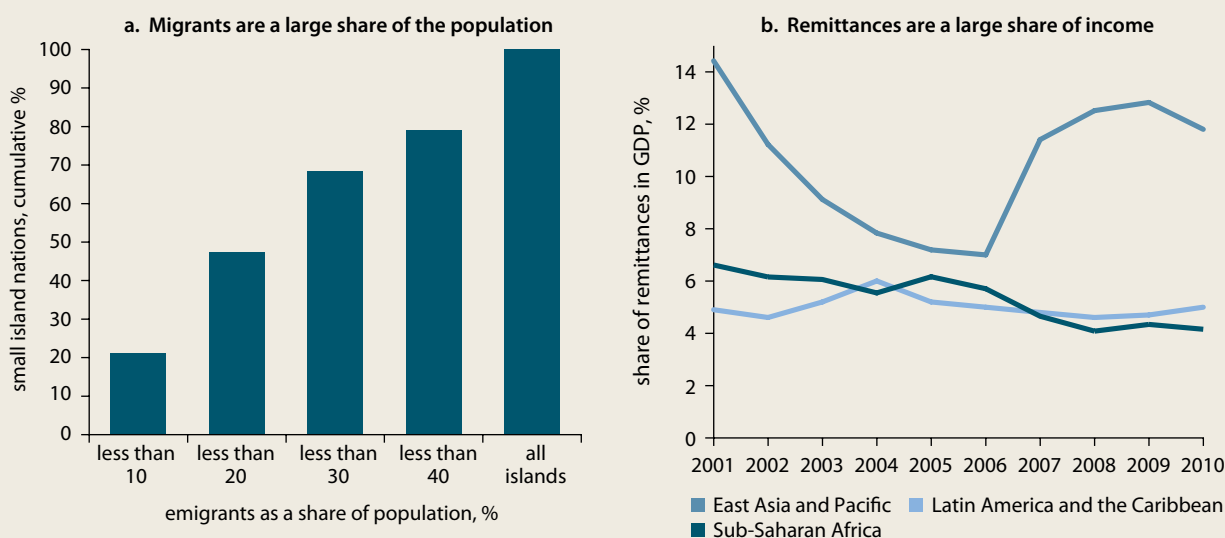 a. Migrants are a large share of the population
small island nations, cumulative %
100
90
80
70
60
50
40
30
20
10
0
less than
10
less than
20
less than
30
less than
40
all
islands
emigrants as a share of population, %
b. Remittances are a large share of income
share of remittances in GDP, %
14
12
10
8
6
4
2
0
2001 2002 2003 2004 2005 2006 2007 2008 2009 2010
East Asia and Pacific Latin America and the Caribbean
Sub-Saharan Africa